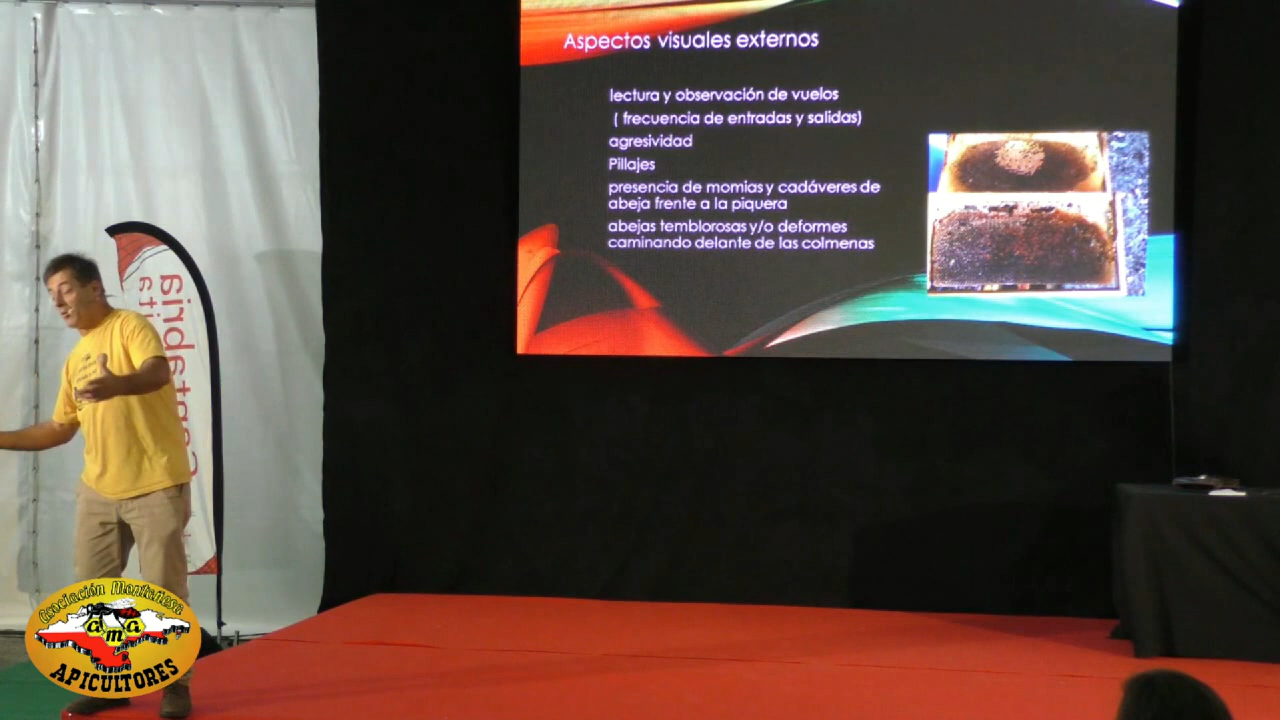 Aspectos visuales externos
lectura y observación de vuelos
( frecuencia de entradas y salidas)
agresividad
Pillajes
presencia de momias y cadáveres de
abeja frente a la piquera
abejas temblorosas y/o deformes
caminando delante de las colmenas
Asociación Montañesa
AMA
APICULTORES